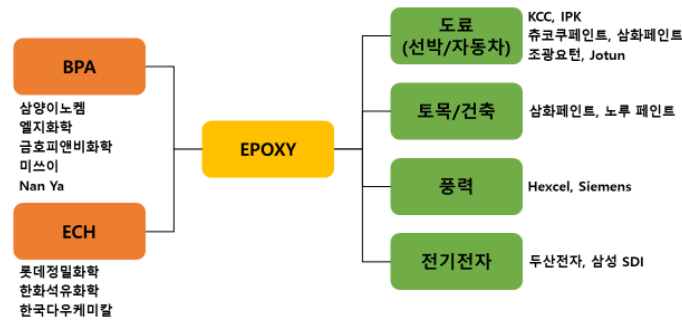 BPA
삼양이노켐
엘지화학
금호피앤비화학
미쓰이
Nan Ya
ECH
롯데정밀화학
한화석유화학
한국다우케미칼
EPOXY
도료
(선박/자동차)
KCC, IPK
츄코쿠페인트, 삼화페인트
조광요턴, Jotun
토목/건축
삼화페인트, 노루 페인트
풍력
Hexcel, Siemens
전기전자
두산전자, 삼성 SDI